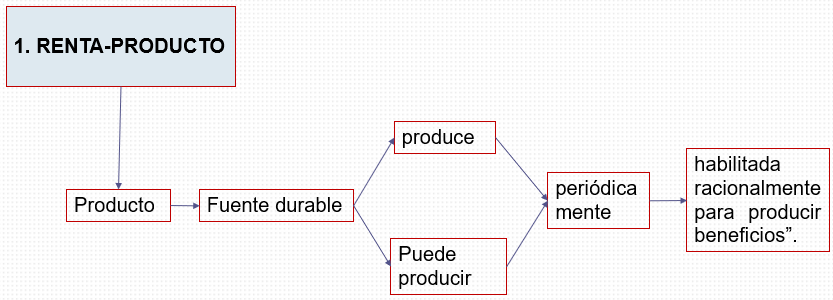 1. RENTA-PRODUCTO
Producto
Fuente durable
produce
Puede
producir
periódica
mente
habilitada
racionalmente
para producir
beneficios”.